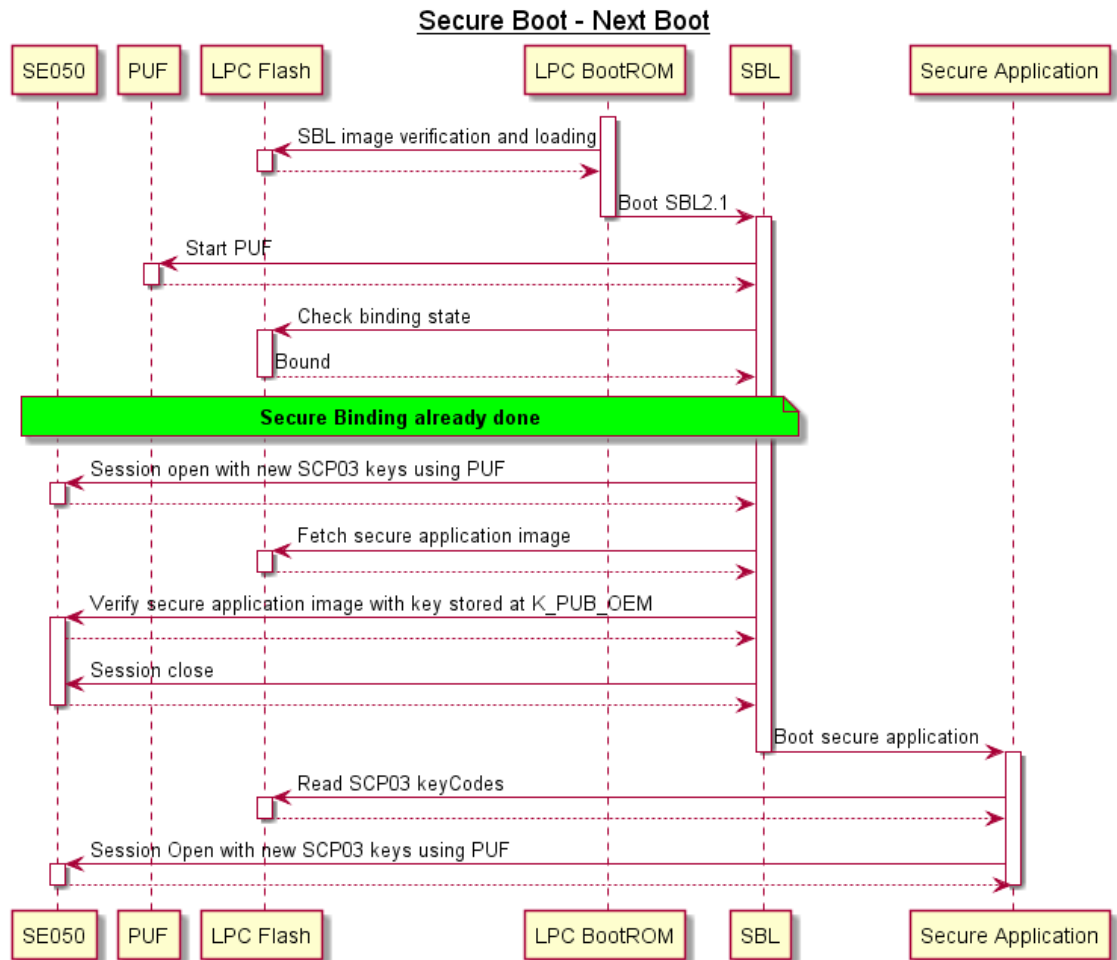 Secure Boot - Next Boot
SE050 PUF LPC Flash LPC BootROM SBL Secure Application
SBL image verification and loading
Boot SBL2.1
Start PUF
Check binding state
Bound
Secure Binding already done
Session open with new SCP03 keys using PUF
Fetch secure application image
Verify secure application image with key stored at K_PUB_OEM
Session close
Boot secure application
Read SCP03 keyCodes
Session Open with new SCP03 keys using PUF
SE050 PUF LPC Flash LPC BootROM SBL Secure Application